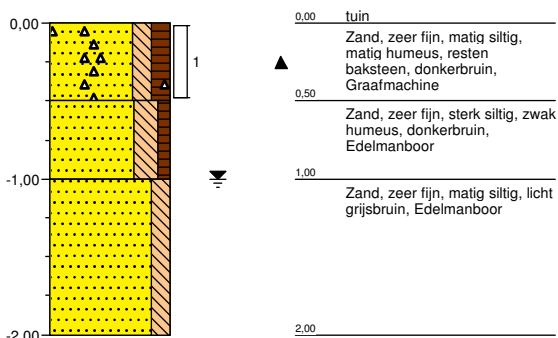 0,00
-1,00
-2,00
1
0,00
tuin
Zand, zeer fijn, matig siltig,
matig humeus, resten
baksteen, donkerbruin,
Graafmachine
0,50
Zand, zeer fijn, sterk siltig, zwak
humeus, donkerbruin,
Edelmanboor
1,00
Zand, zeer fijn, matig siltig, licht
grijsbruin, Edelmanboor
2,00